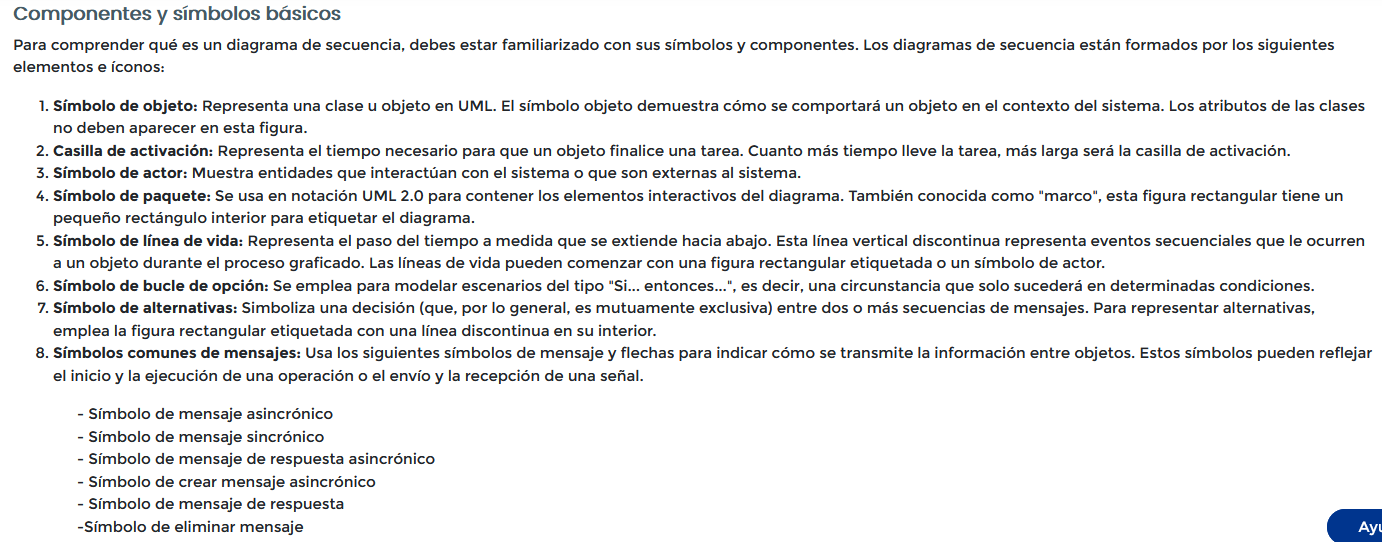 Componentes y símbolos básicos
Para comprender qué es un diagrama de secuencia, debes estar familiarizado con sus símbolos y componentes. Los diagramas de secuencia están formados por los siguientes
elementos e íconos:
1. Símbolo de objeto: Representa una clase u objeto en UML. El símbolo objeto demuestra cómo se comportará un objeto en el contexto del sistema. Los atributos de las clases
no deben aparecer en esta figura.
2. Casilla de activación: Representa el tiempo necesario para que un objeto finalice una tarea. Cuanto más tiempo lleve la tarea, más larga será la casilla de activación.
3. Símbolo de actor: Muestra entidades que interactúan con el sistema o que son externas al sistema.
4. Símbolo de paquete: Se usa en notación UML 2.0 para contener los elementos interactivos del diagrama. También conocida como "marco", esta figura rectangular tiene un
pequeño rectángulo interior para etiquetar el diagrama.
5. Símbolo de línea de vida: Representa el paso del tiempo a medida que se extiende hacia abajo. Esta línea vertical discontinua representa eventos secuenciales que le ocurren
a un objeto durante el proceso graficado. Las líneas de vida pueden comenzar con una figura rectangular etiquetada o un símbolo de actor.
6. Símbolo de bucle de opción: Se emplea para modelar escenarios del tipo "Si... entonces...", es decir, una circunstancia que solo sucederá en determinadas condiciones.
7. Símbolo de alternativas: Simboliza una decisión (que, por lo general, es mutuamente exclusiva) entre dos o más secuencias de mensajes. Para representar alternativas,
emplea la figura rectangular etiquetada con una línea discontinua en su interior.
8. Símbolos comunes de mensajes: Usa los siguientes símbolos de mensaje y flechas para indicar cómo se transmite la información entre objetos. Estos símbolos pueden reflejar
el inicio y la ejecución de una operación o el envío y la recepción de una señal.
- Símbolo de mensaje asincrónico
- Símbolo de mensaje sincrónico
- Símbolo de mensaje de respuesta asincrónico
- Símbolo de crear mensaje asincrónico
- Símbolo de mensaje de respuesta
-Símbolo de eliminar mensaje